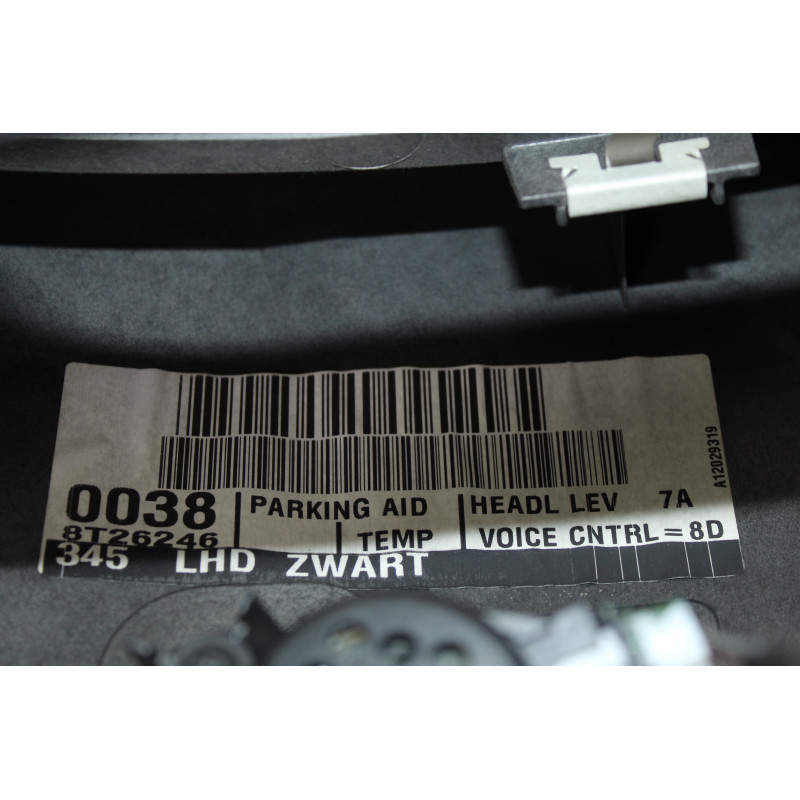 0038 PARKING AID HEADL LEV 7A
8T26246 TEMP VOICE CNTRL=8D
345 LHD ZWART
A12029319